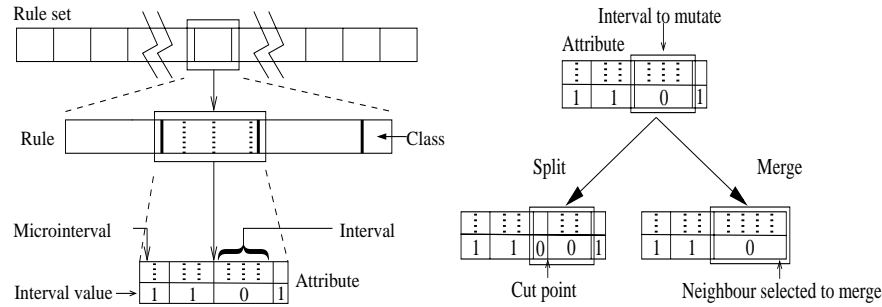 Rule set
Rule
Class
Microinterval
Interval
Interval value
1 1 0 1
Attribute
Interval to mutate
Attribute
1 1 0 1
Split
Merge
1 1 0 0 1
1 1 0
Cut point
Neighbour selected to merge